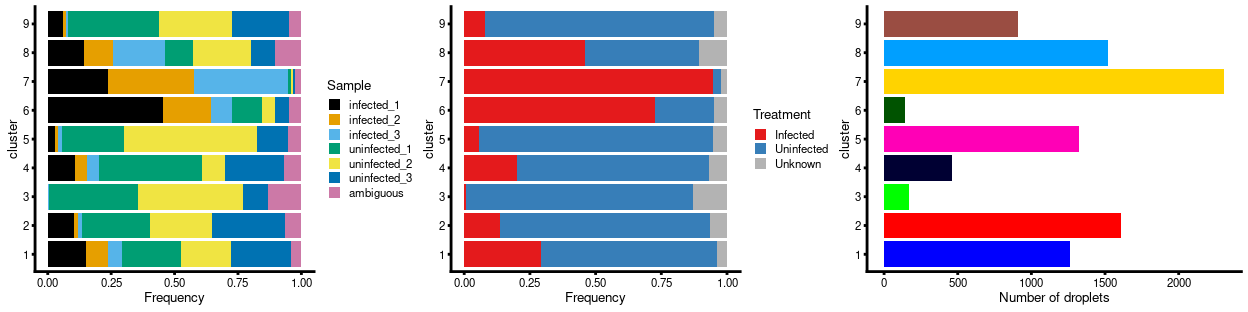 cluster
9
8
7
6
5
4
3
2
1
0.00 0.25 0.50 0.75 1.00
Frequency
Sample
infected_1
infected_2
infected_3
uninfected_1
uninfected_2
uninfected_3
ambiguous
cluster
9
8
7
6
5
4
3
2
1
0.00 0.25 0.50 0.75 1.00
Frequency
Treatment
Infected
Uninfected
Unknown
cluster
9
8
7
6
5
4
3
2
1
0 500 1000 1500 2000
Number of droplets